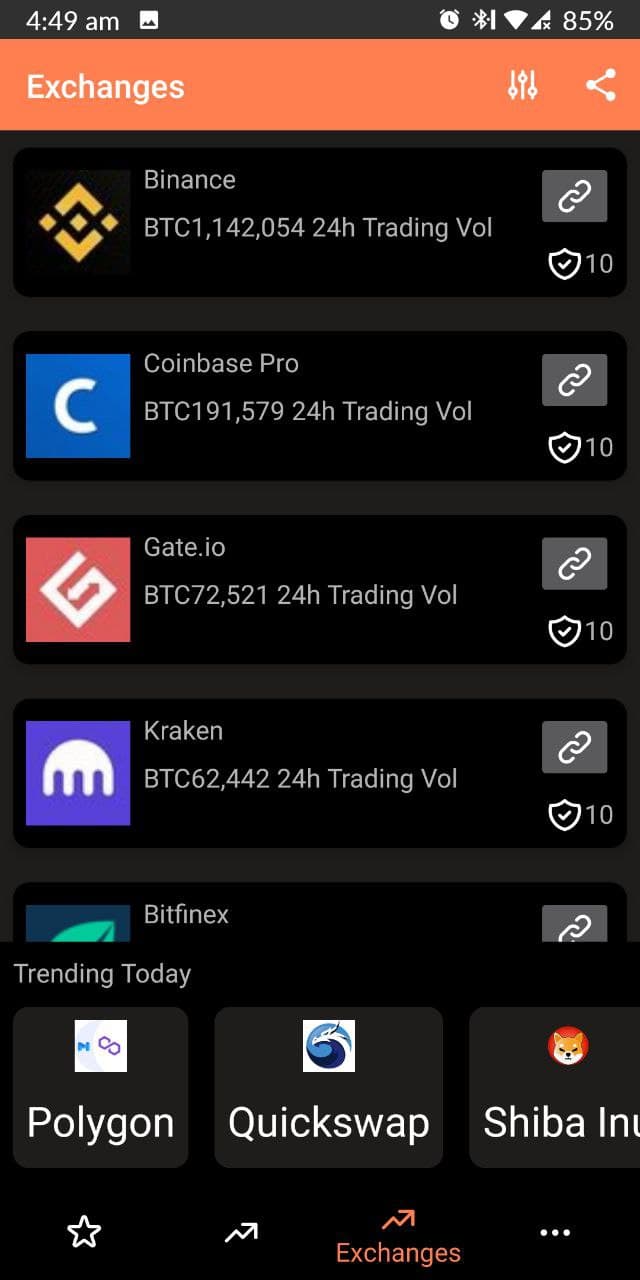 4:49 am
85%
Exchanges
Binance
BTC1,142,054 24h Trading Vol
10
Coinbase Pro
BTC191,579 24h Trading Vol
10
Gate.io
BTC72,521 24h Trading Vol
10
Kraken
BTC62,442 24h Trading Vol
10
Bitfinex
Trending Today
Polygon
Quickswap
Shiba Inu
Exchanges